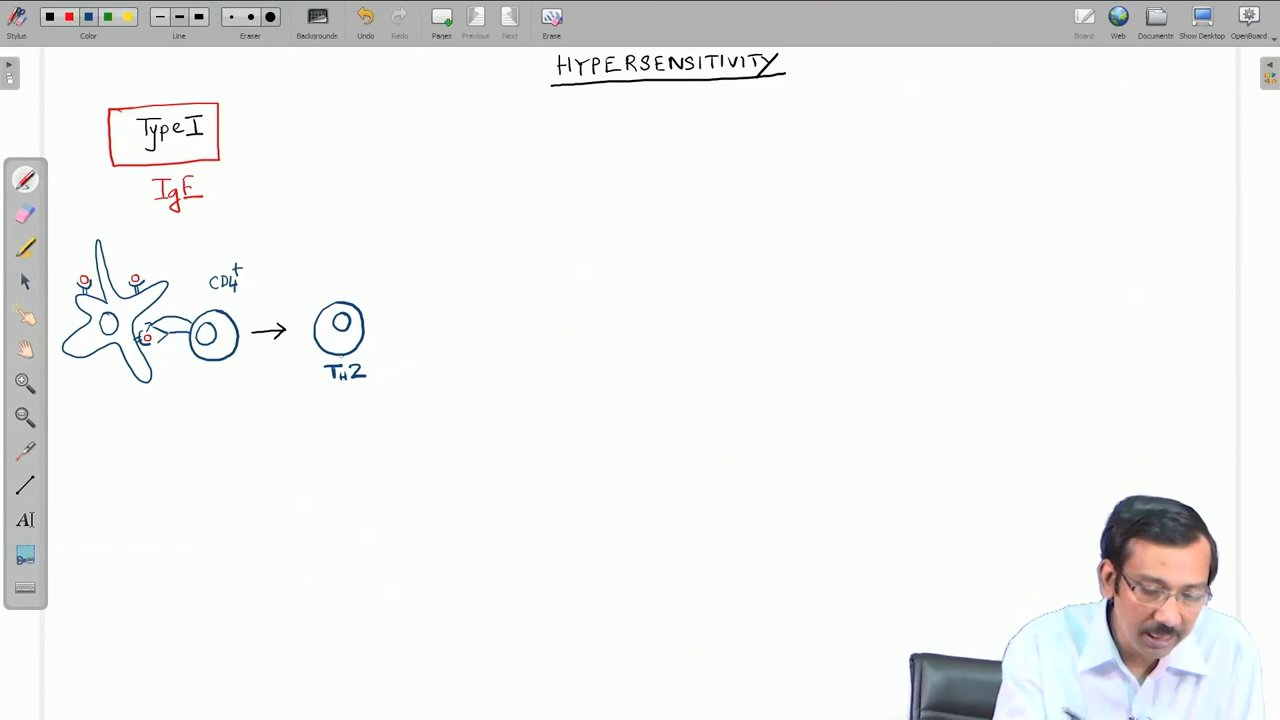 Stylus
Color
Line
Eraser
Backgrounds
Undo
Redo
Pages
Previous
Next
Erase
Board
Web
Documents
Show Desktop
OpenBoard
HYPERSENSITIVITY
Type I
IgE
CD4+
TH2